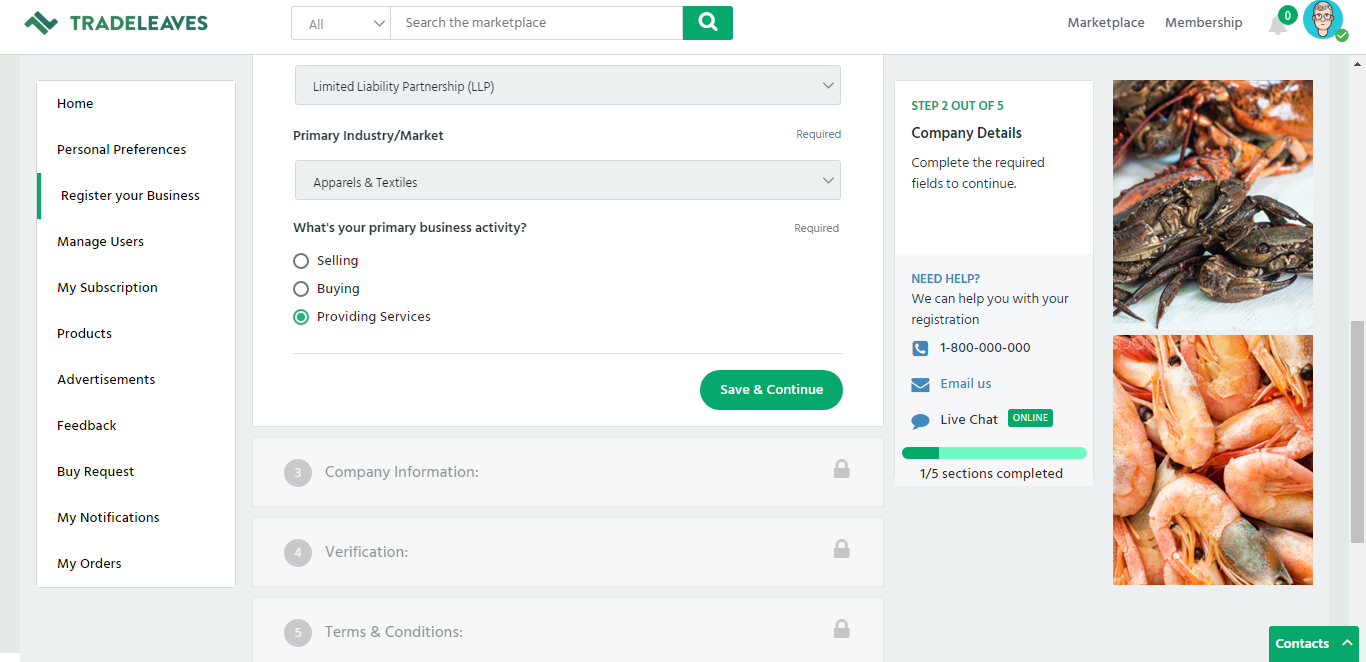 TRADELEAVES
All
Search the marketplace
Marketplace
Membership
0
Home
Personal Preferences
Register your Business
Manage Users
My Subscription
Products
Advertisements
Feedback
Buy Request
My Notifications
My Orders
Limited Liability Partnership (LLP)
Primary Industry/Market
Required
Apparels & Textiles
What's your primary business activity?
Required
Selling
Buying
Providing Services
Save & Continue
3 Company Information:
4 Verification:
5 Terms & Conditions:
STEP 2 OUT OF 5
Company Details
Complete the required
fields to continue.
NEED HELP?
We can help you with your
registration
1-800-000-000
Email us
Live Chat ONLINE
1/5 sections completed
Contacts